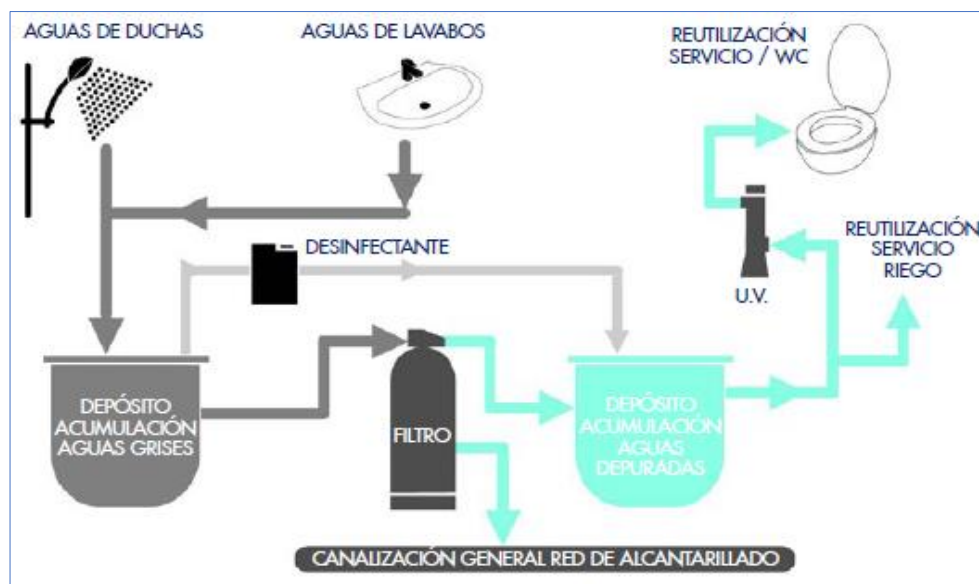 AGUAS DE DUCHAS
AGUAS DE LAVABOS
REUTILIZACIÓN
SERVICIO / WC
DESINFECTANTE
U.V.
REUTILIZACIÓN
SERVICIO
RIEGO
DEPÓSITO
ACUMULACIÓN
AGUAS GRISES
FILTRO
DEPÓSITO
ACUMULACIÓN
AGUAS
DEPURÁDAS
CANALIZACIÓN GENERAL RED DE ALCANTARILLADO